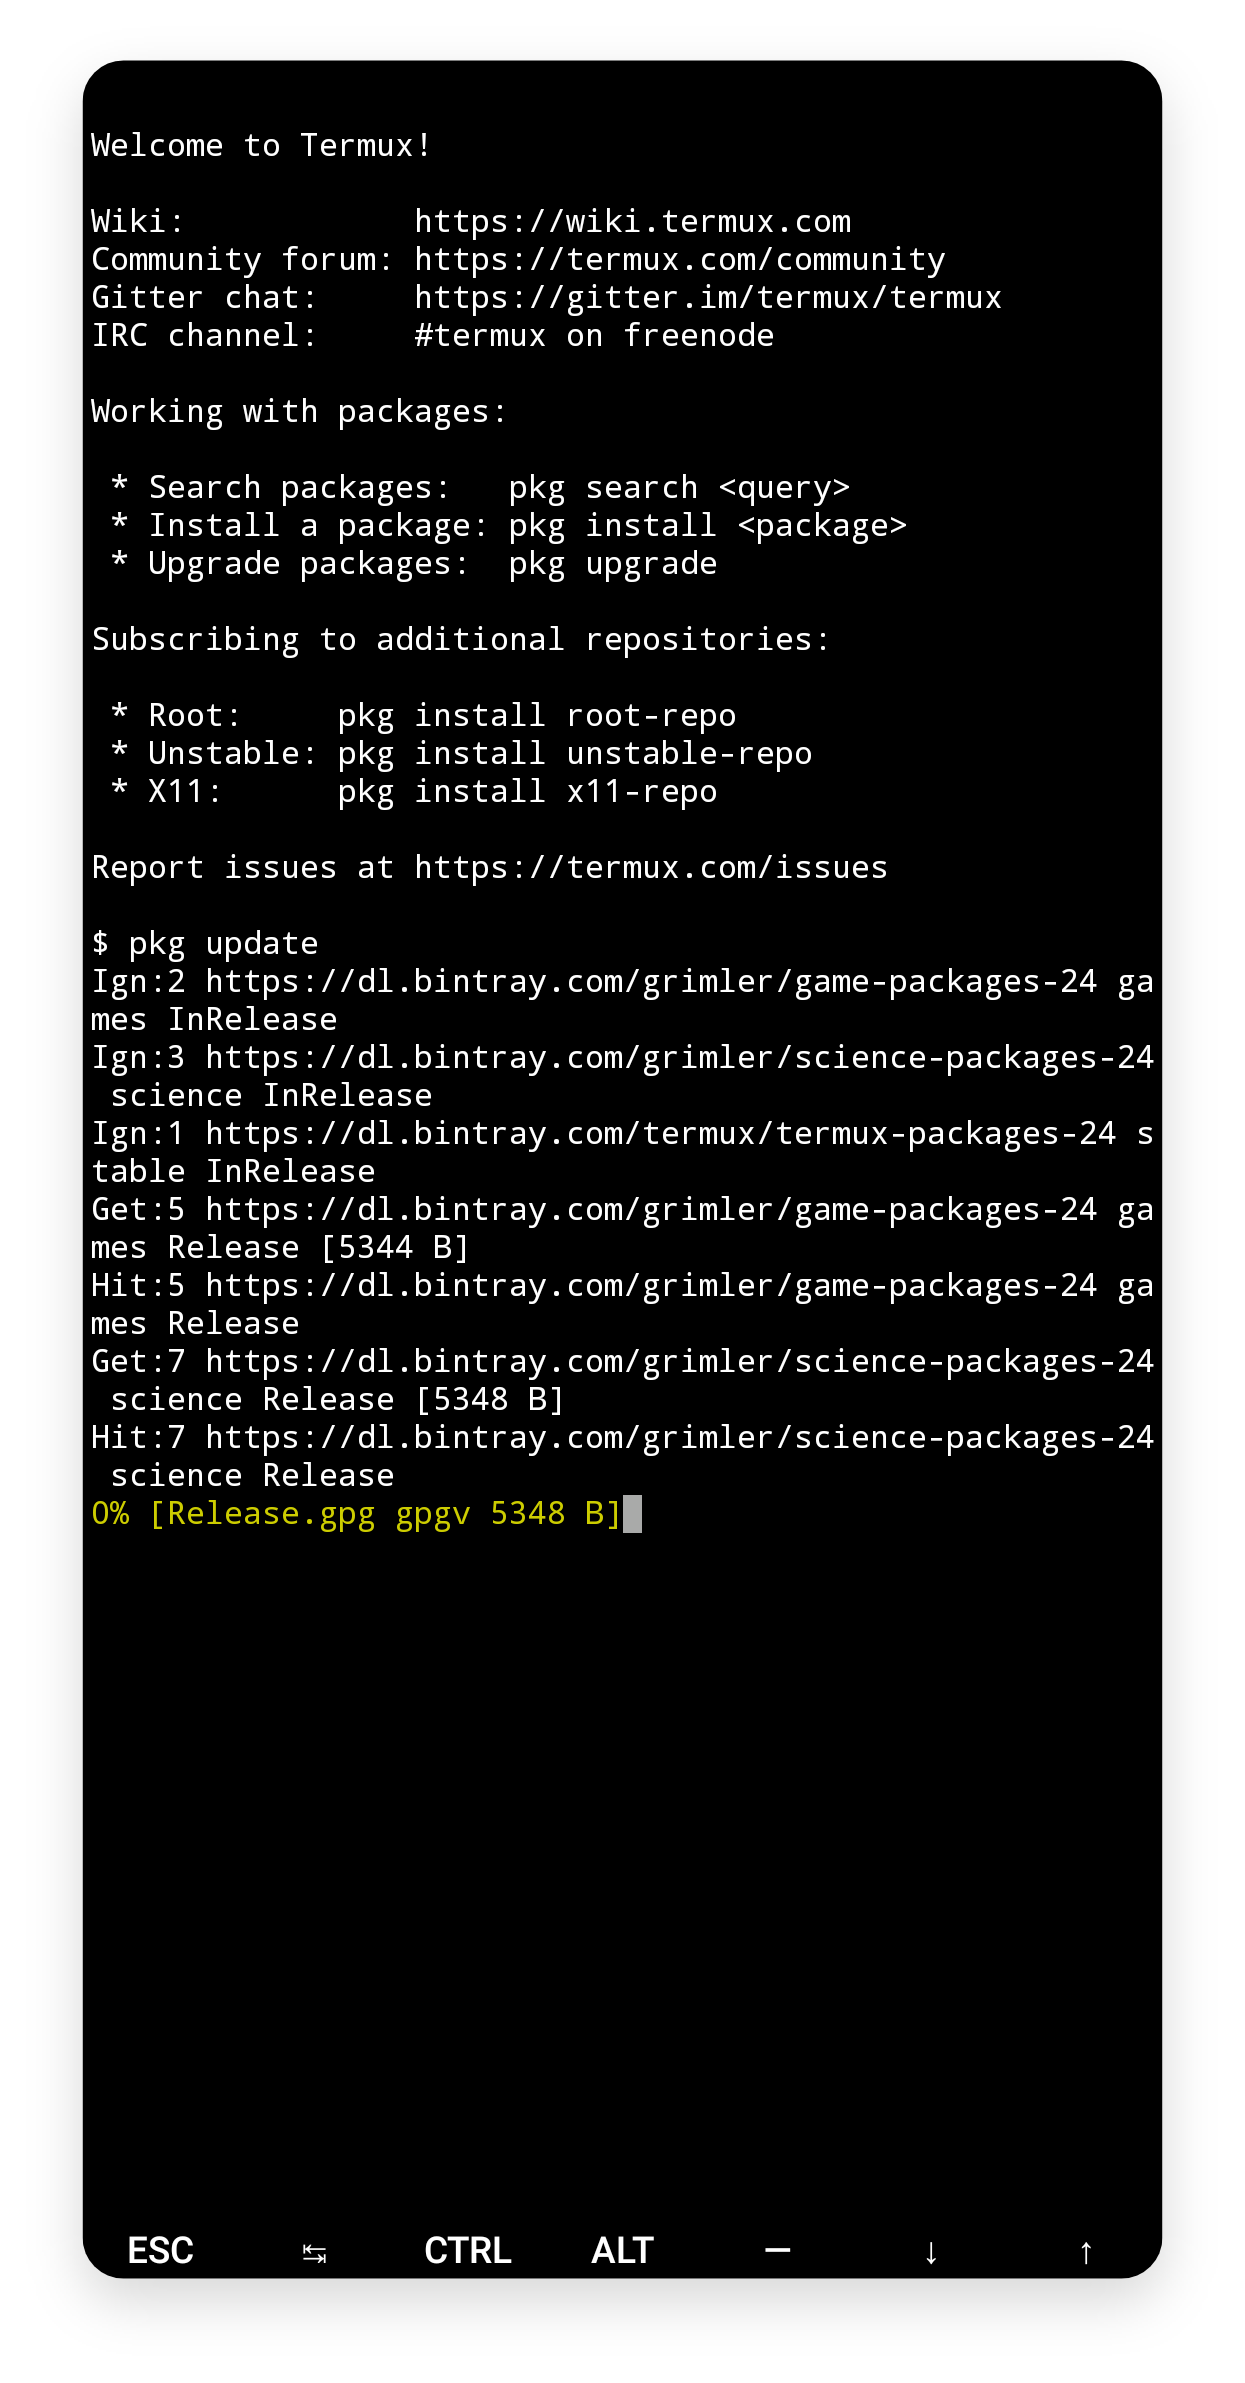 Welcome to Termux!
Wiki:            https://wiki.termux.com
Community forum: https://termux.com/community
Gitter chat:     https://gitter.im/termux/termux
IRC channel:     #termux on freenode
Working with packages:
 * Search packages:   pkg search <query>
 * Install a package: pkg install <package>
 * Upgrade packages:  pkg upgrade
Subscribing to additional repositories:
 * Root:     pkg install root-repo
 * Unstable: pkg install unstable-repo
 * X11:      pkg install x11-repo
Report issues at https://termux.com/issues
$ pkg update
Ign:2 https://dl.bintray.com/grimler/game-packages-24 ga
mes InRelease
Ign:3 https://dl.bintray.com/grimler/science-packages-24
 science InRelease
Ign:1 https://dl.bintray.com/termux/termux-packages-24 s
table InRelease
Get:5 https://dl.bintray.com/grimler/game-packages-24 ga
mes Release [5344 B]
Hit:5 https://dl.bintray.com/grimler/game-packages-24 ga
mes Release
Get:7 https://dl.bintray.com/grimler/science-packages-24
 science Release [5348 B]
Hit:7 https://dl.bintray.com/grimler/science-packages-24
 science Release
0% [Release.gpg gpgv 5348 B]
ESC ↹ CTRL ALT — ↓ ↑